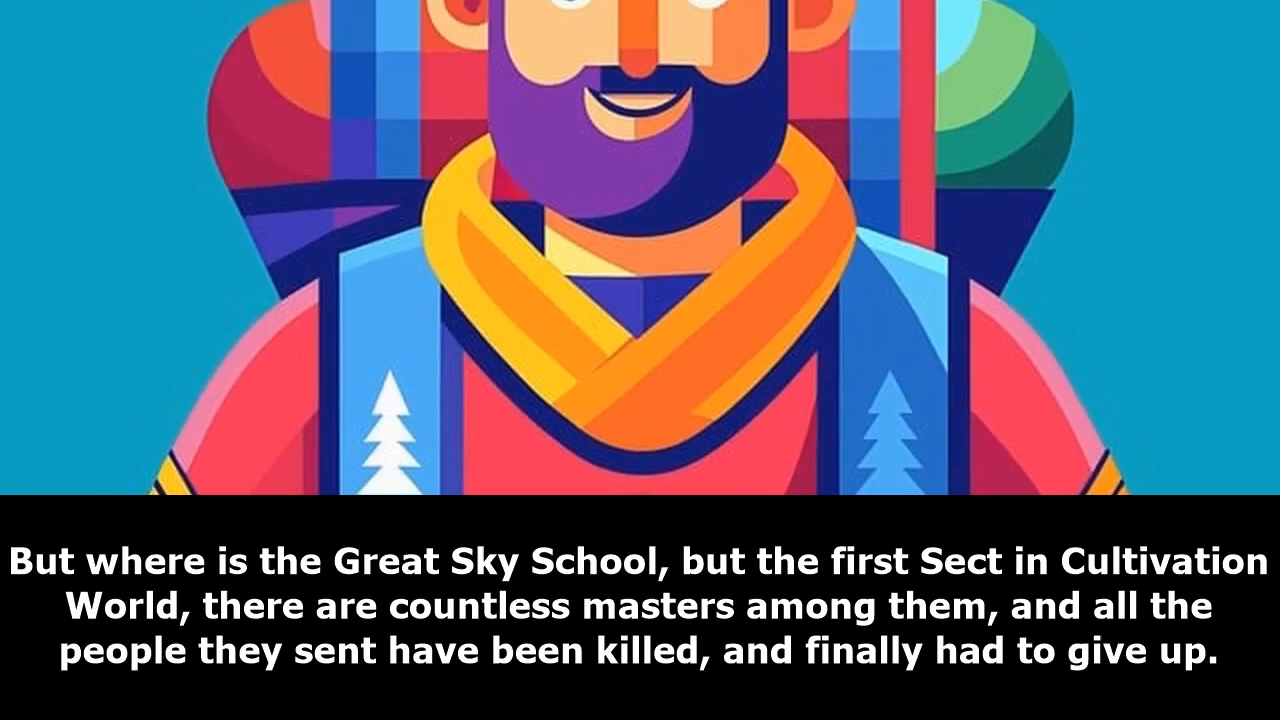 But where is the Great Sky School, but the first Sect in Cultivation
World, there are countless masters among them, and all the
people they sent have been killed, and finally had to give up.